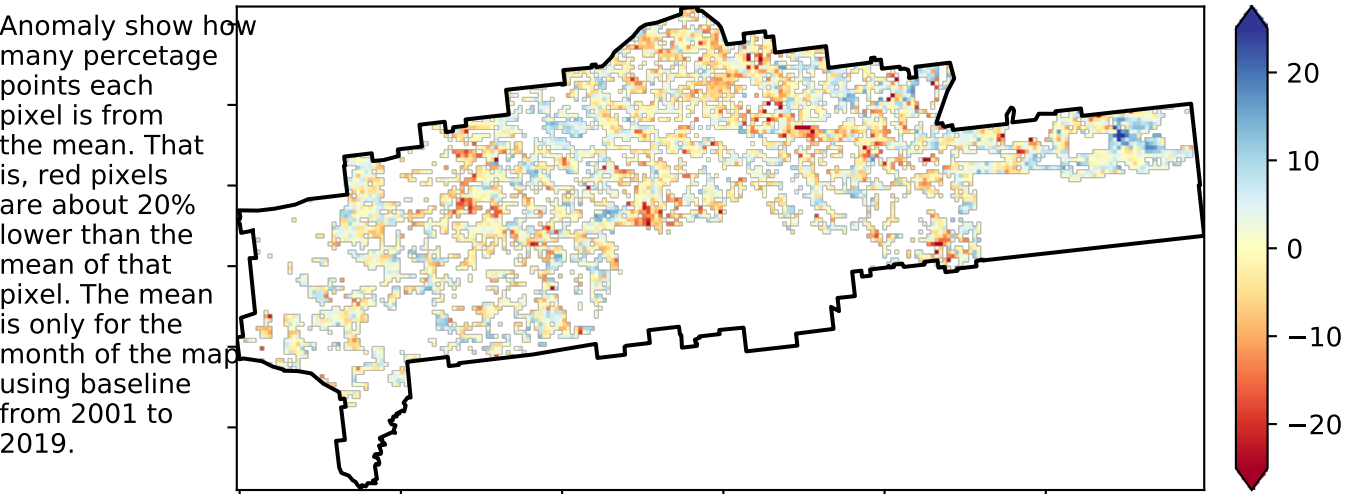 Anomaly show how
many percetage
points each
pixel is from
the mean. That
is, red pixels
are about 20%
lower than the
mean of that
pixel. The mean
is only for the
month of the map
using baseline
from 2001 to
2019.
20
10
0
−10
−20